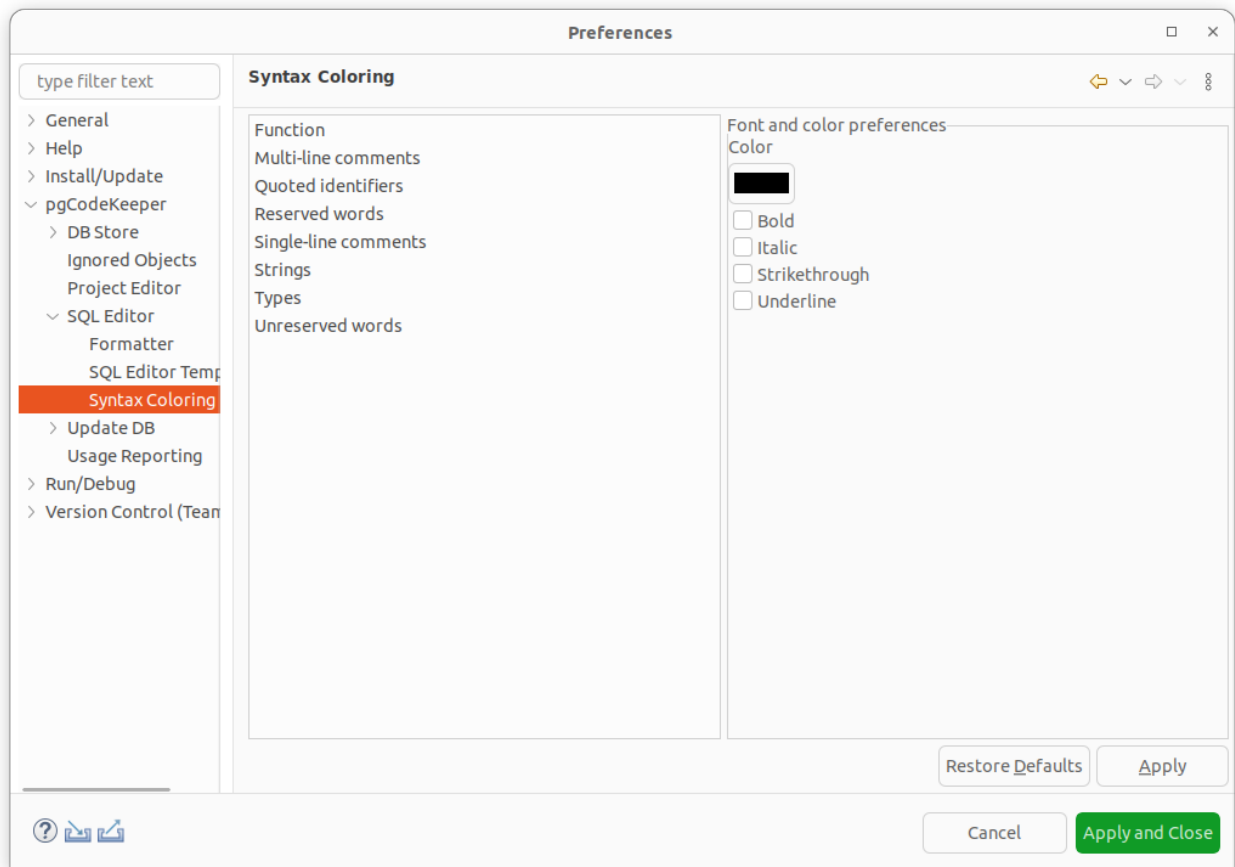 Preferences
type filter text
General
Help
Install/Update
pgCodeKeeper
DB Store
Ignored Objects
Project Editor
SQL Editor
Formatter
SQL Editor Temp
Syntax Coloring
Update DB
Usage Reporting
Run/Debug
Version Control (Team
Syntax Coloring
Function
Multi-line comments
Quoted identifiers
Reserved words
Single-line comments
Strings
Types
Unreserved words
Font and color preferences
Color
Bold
Italic
Strikethrough
Underline
Restore Defaults
Apply
Cancel
Apply and Close